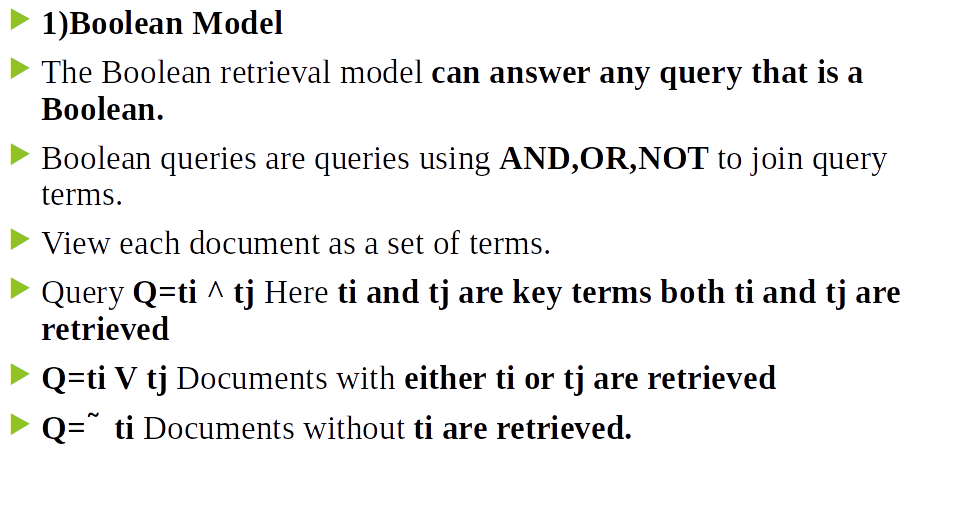 1)Boolean Model
The Boolean retrieval model can answer any query that is a
Boolean.
Boolean queries are queries using AND,OR,NOT to join query
terms.
View each document as a set of terms.
Query Q=ti ^ tj Here ti and tj are key terms both ti and tj are
retrieved
Q=ti V tj Documents with either ti or tj are retrieved
Q=˜ ti Documents without ti are retrieved.